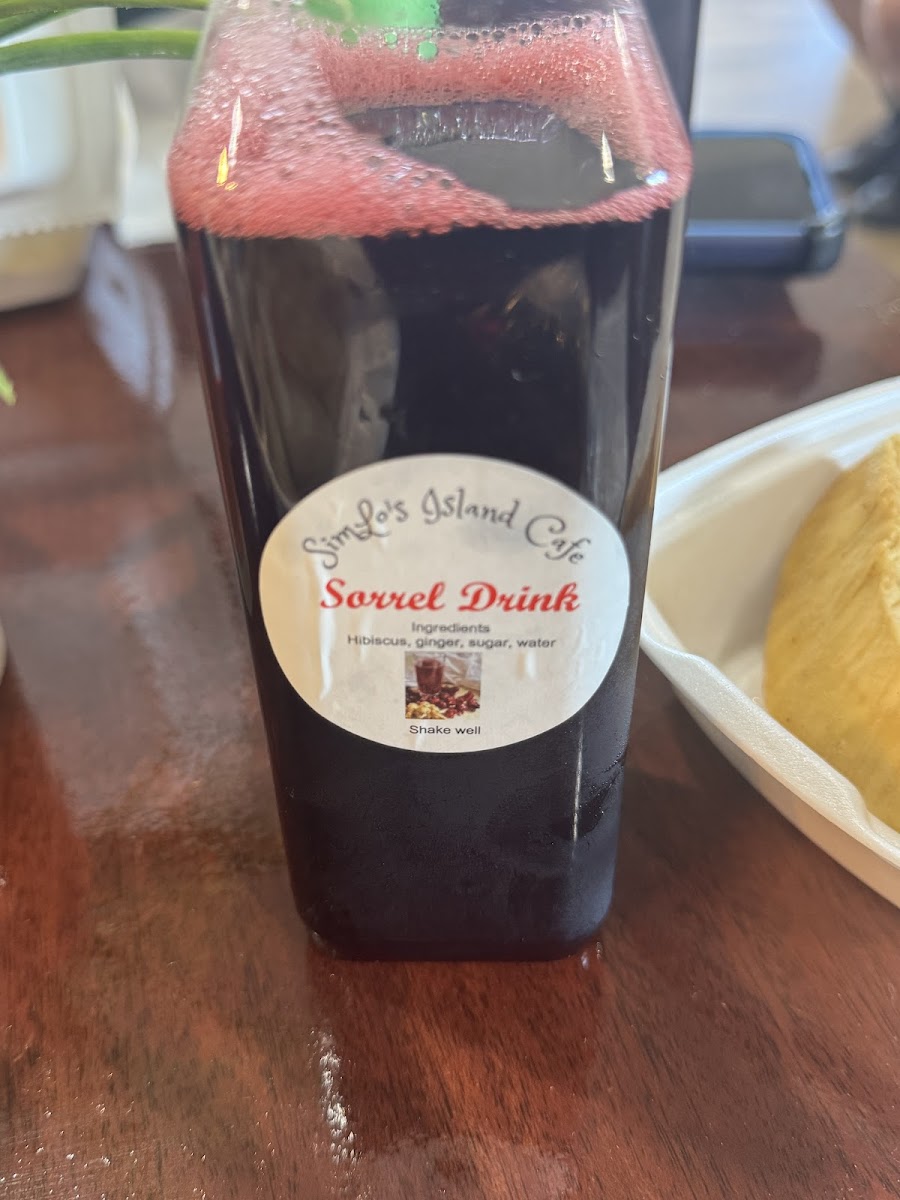 SimLo's Island Cafe
Sorrel Drink
Ingredients
Hibiscus, ginger, sugar, water
Shake well